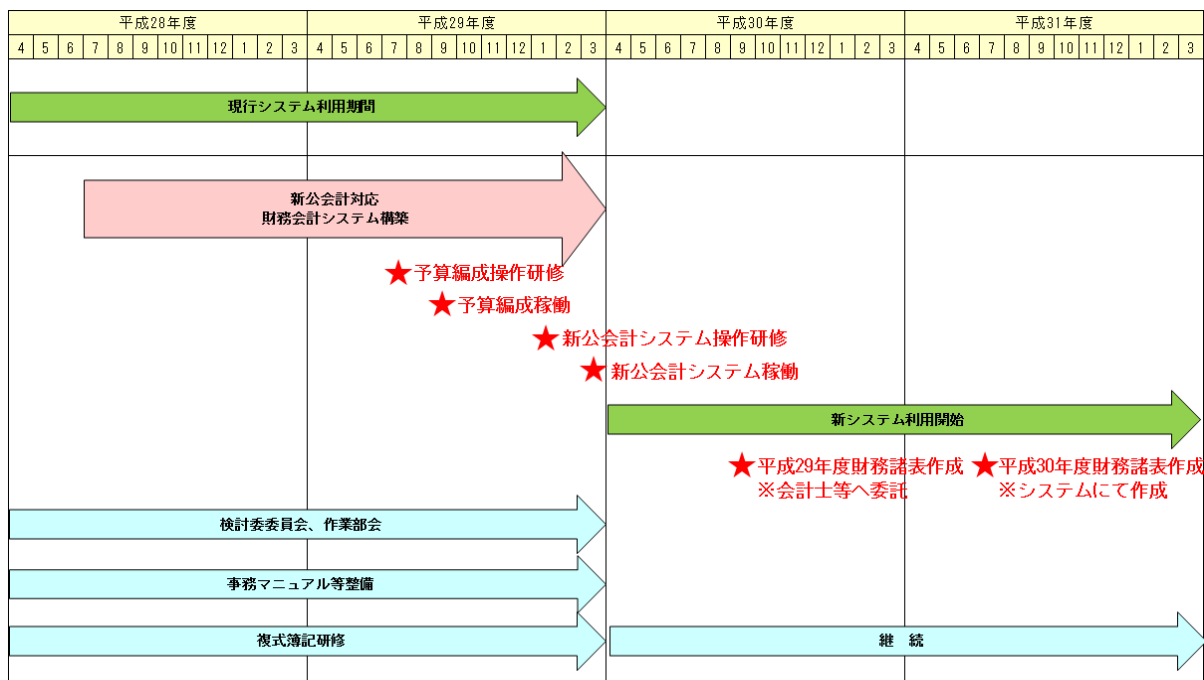 平成28年度 平成29年度 平成30年度 平成31年度
4 5 6 7 8 9 10 11 12 1 2 3 4 5 6 7 8 9 10 11 12 1 2 3 4 5 6 7 8 9 10 11 12 1 2 3 4 5 6 7 8 9 10 11 12 1 2 3
現行システム利用期間
新公会計対応
財務会計システム構築
★予算編成操作研修
★予算編成稼働
★新公会計システム操作研修
★新公会計システム稼働
新システム利用開始
★平成29年度財務諸表作成 ★平成30年度財務諸表作成
※会計士等へ委託 ※システムにて作成
検討委委員会、作業部会
事務マニュアル等整備
複式簿記研修 継 続